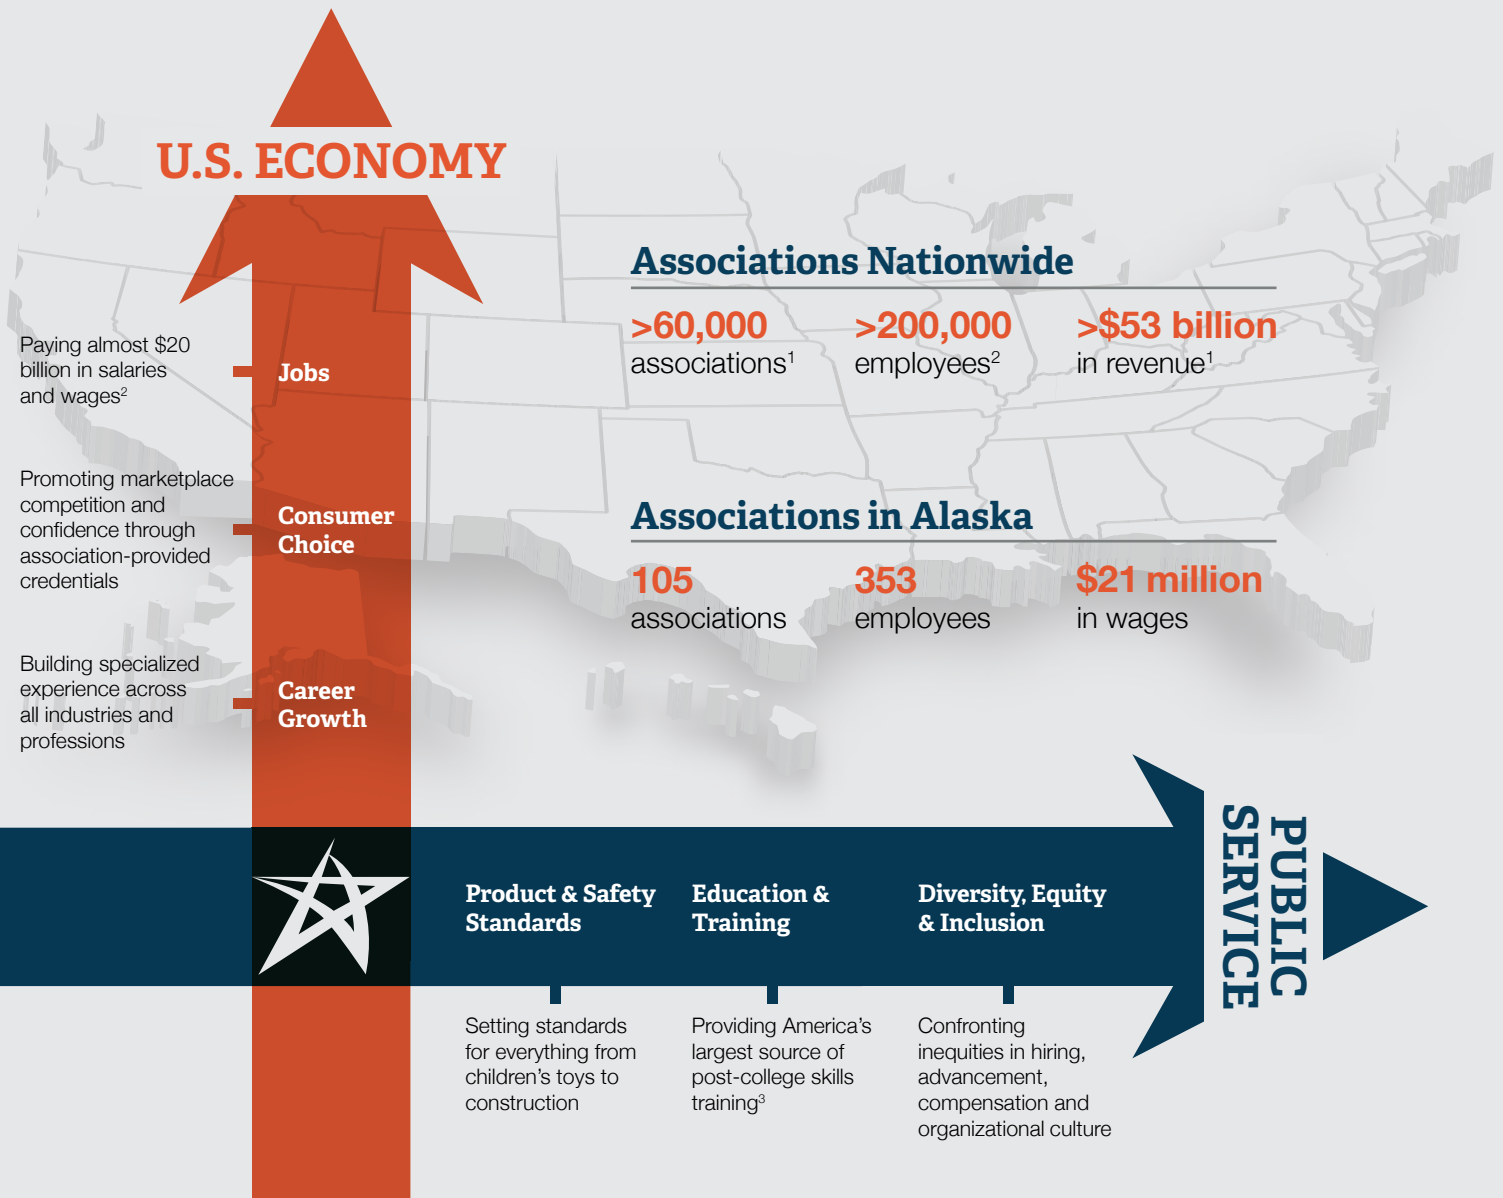 U.S. ECONOMY
Paying almost $20
billion in salaries
and wages²
Jobs
Promoting marketplace
competition and
confidence through
association-provided
credentials
Consumer
Choice
Building specialized
experience across
all industries and
professions
Career
Growth
Associations Nationwide
>60,000
associations¹
>200,000
employees²
>$53 billion
in revenue¹
Associations in Alaska
105
associations
353
employees
$21 million
in wages
Product & Safety
Standards
Setting standards
for everything from
children’s toys to
construction
Education &
Training
Providing America’s
largest source of
post-college skills
training³
Diversity, Equity
& Inclusion
Confronting
inequities in hiring,
advancement,
compensation and
organizational culture
PUBLIC
SERVICE